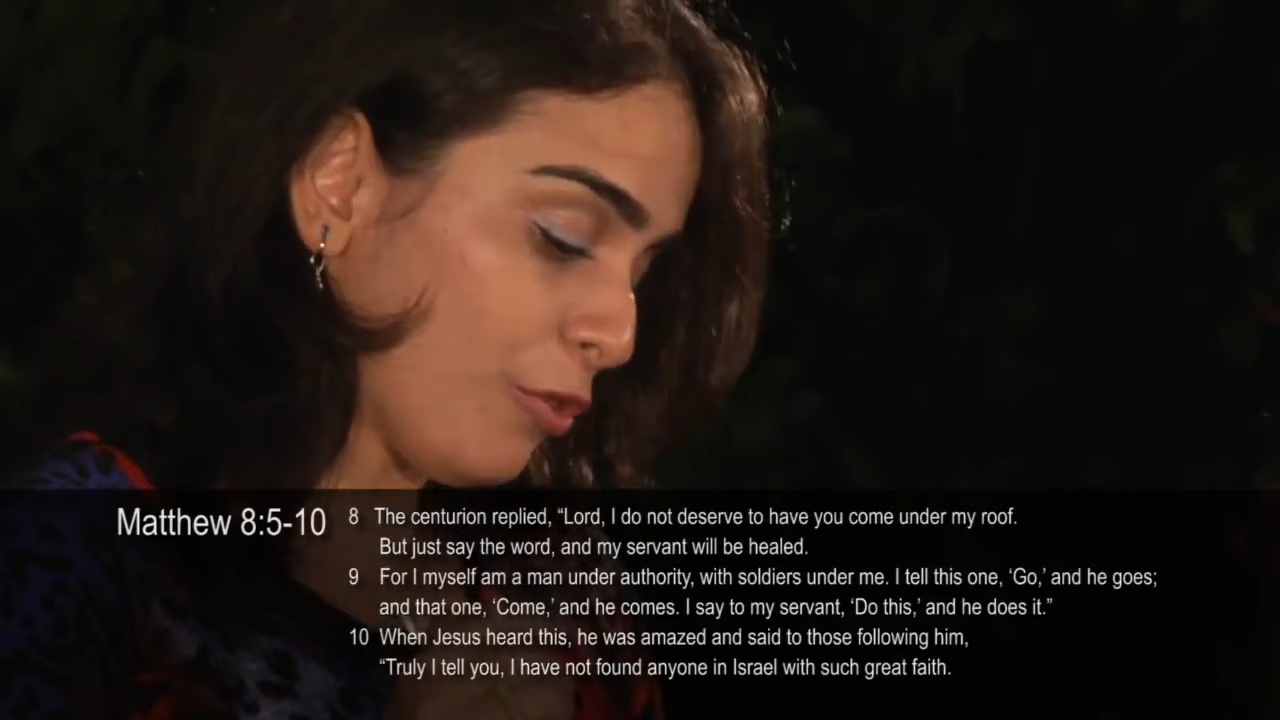 Matthew 8:5-10
8 The centurion replied, “Lord, I do not deserve to have you come under my roof.
But just say the word, and my servant will be healed.
9 For I myself am a man under authority, with soldiers under me. I tell this one, ‘Go,’ and he goes;
and that one, ‘Come,’ and he comes. I say to my servant, ‘Do this,’ and he does it.”
10 When Jesus heard this, he was amazed and said to those following him,
“Truly I tell you, I have not found anyone in Israel with such great faith.